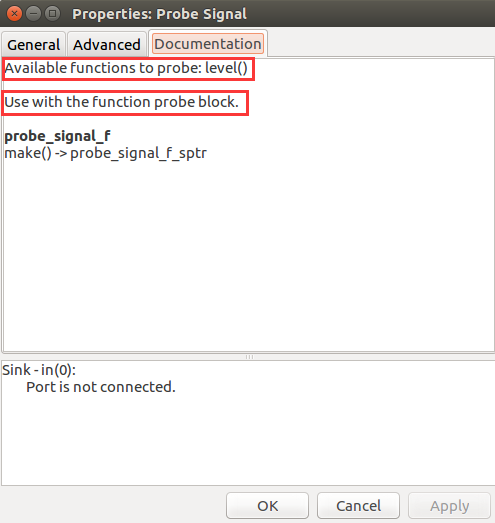 Properties: Probe Signal
General Advanced Documentation
Available functions to probe: level()
Use with the function probe block.
probe_signal_f
make() -> probe_signal_f_sptr
Sink - in(0):
Port is not connected.
OK Cancel Apply